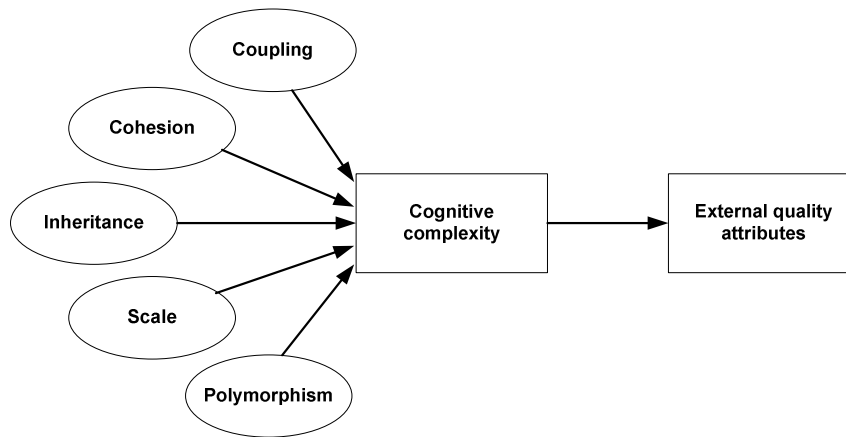 Coupling
Cohesion
Inheritance
Scale
Polymorphism
Cognitive
complexity
External quality
attributes